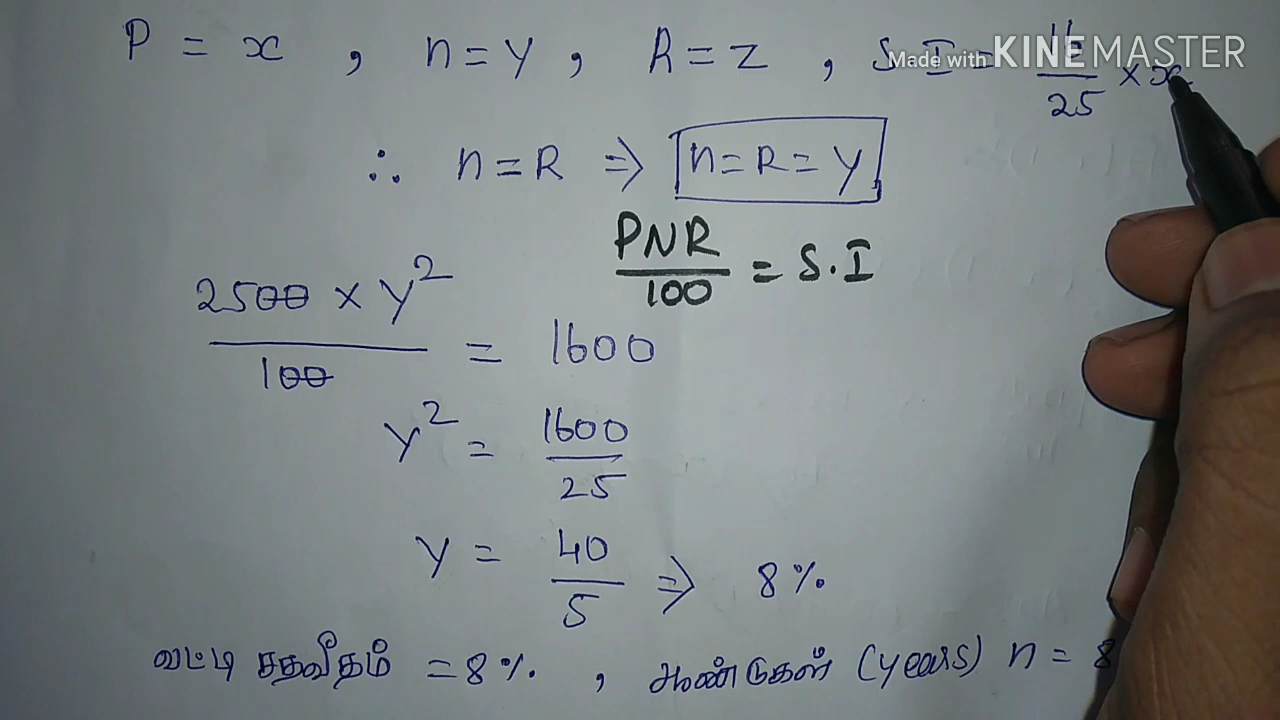 P = x , n = y , R = z , S.I = 16/25 × x
Made with KINEMASTER
∴ n = R ⇒ n = R = y
PNR/100 = S.I
2500 × y²/100 = 1600
y² = 1600/25
y = 40/5 ⇒ 8%
வட்டி சதவீதம் = 8% , ஆண்டுகள் (years) n = 8